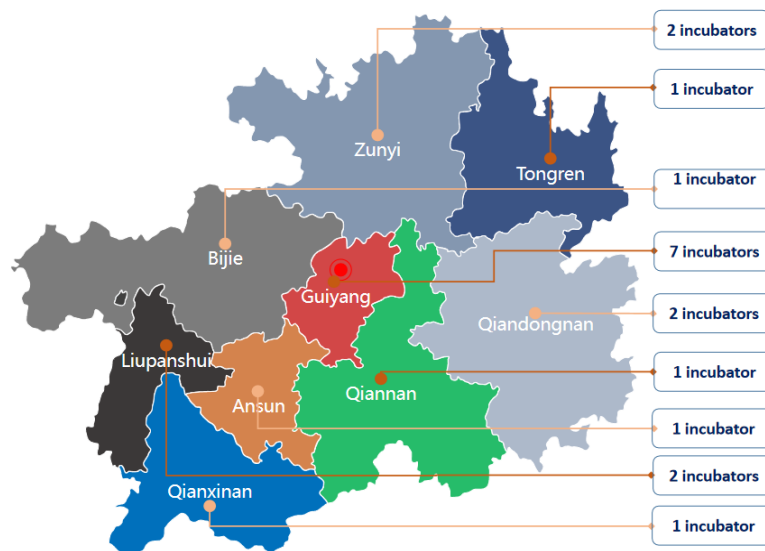 2 incubators
Zunyi
1 incubator
Tongren
1 incubator
Bijie
7 incubators
Guiyang
2 incubators
Qiandongnan
Liupanshui
1 incubator
Qiannan
Ansun
1 incubator
2 incubators
Qianxinan
1 incubator